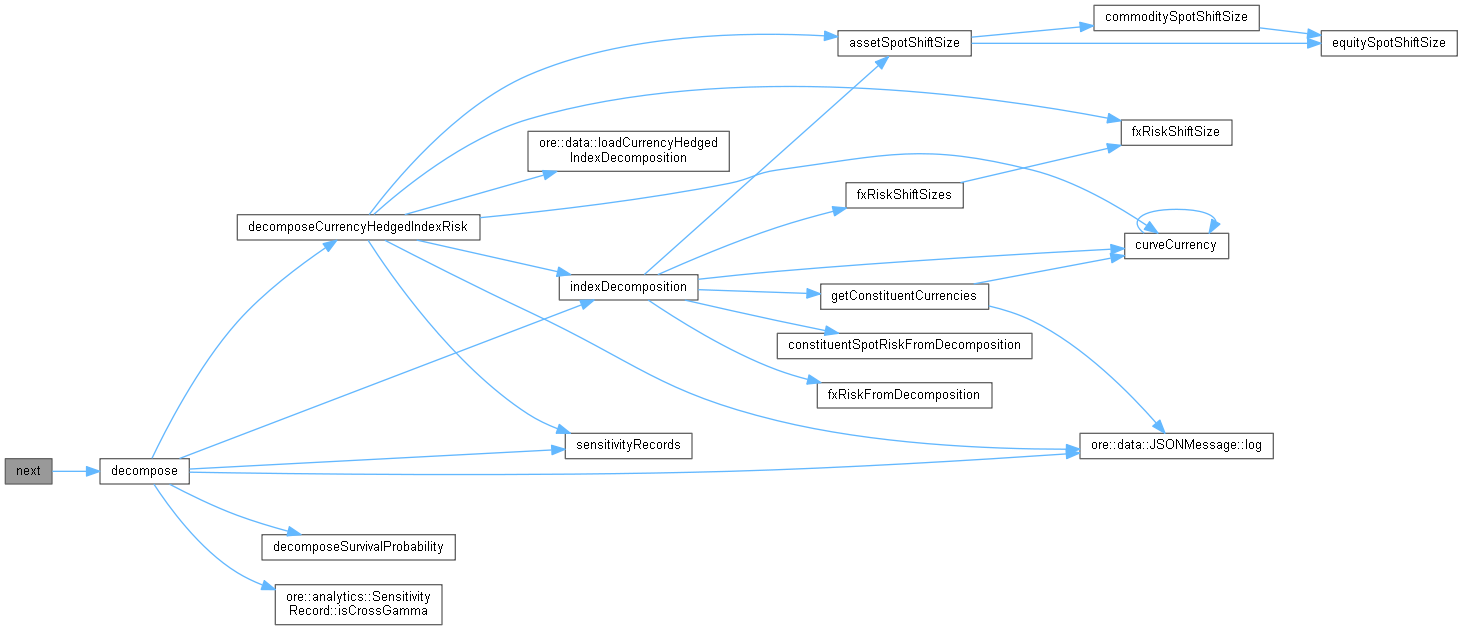 commoditySpotShiftSize
assetSpotShiftSize
equitySpotShiftSize
fxRiskShiftSize
ore::data::loadCurrencyHedged
IndexDecomposition
fxRiskShiftSizes
decomposeCurrencyHedgedIndexRisk
curveCurrency
indexDecomposition
getConstituentCurrencies
constituentSpotRiskFromDecomposition
fxRiskFromDecomposition
sensitivityRecords
ore::data::JSONMessage::log
next
decompose
decomposeSurvivalProbability
ore::analytics::Sensitivity
Record::isCrossGamma